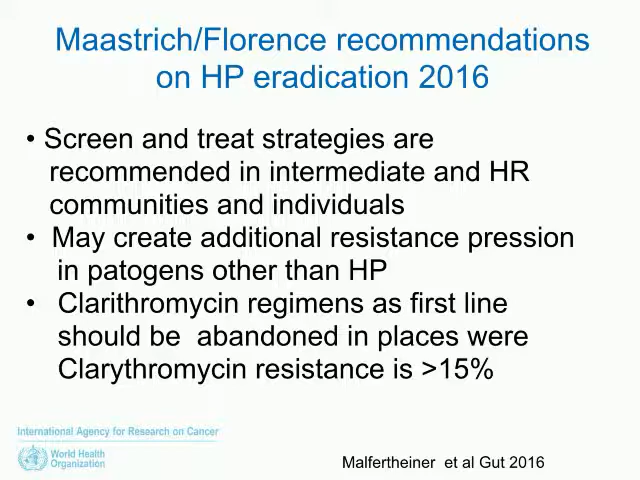 Maastrich/Florence recommendations
on HP eradication 2016
• Screen and treat strategies are
recommended in intermediate and HR
communities and individuals
• May create additional resistance pression
in patogens other than HP
• Clarithromycin regimens as first line
should be abandoned in places were
Clarythromycin resistance is >15%
International Agency for Research on Cancer
World Health
Organization
Malfertheiner et al Gut 2016